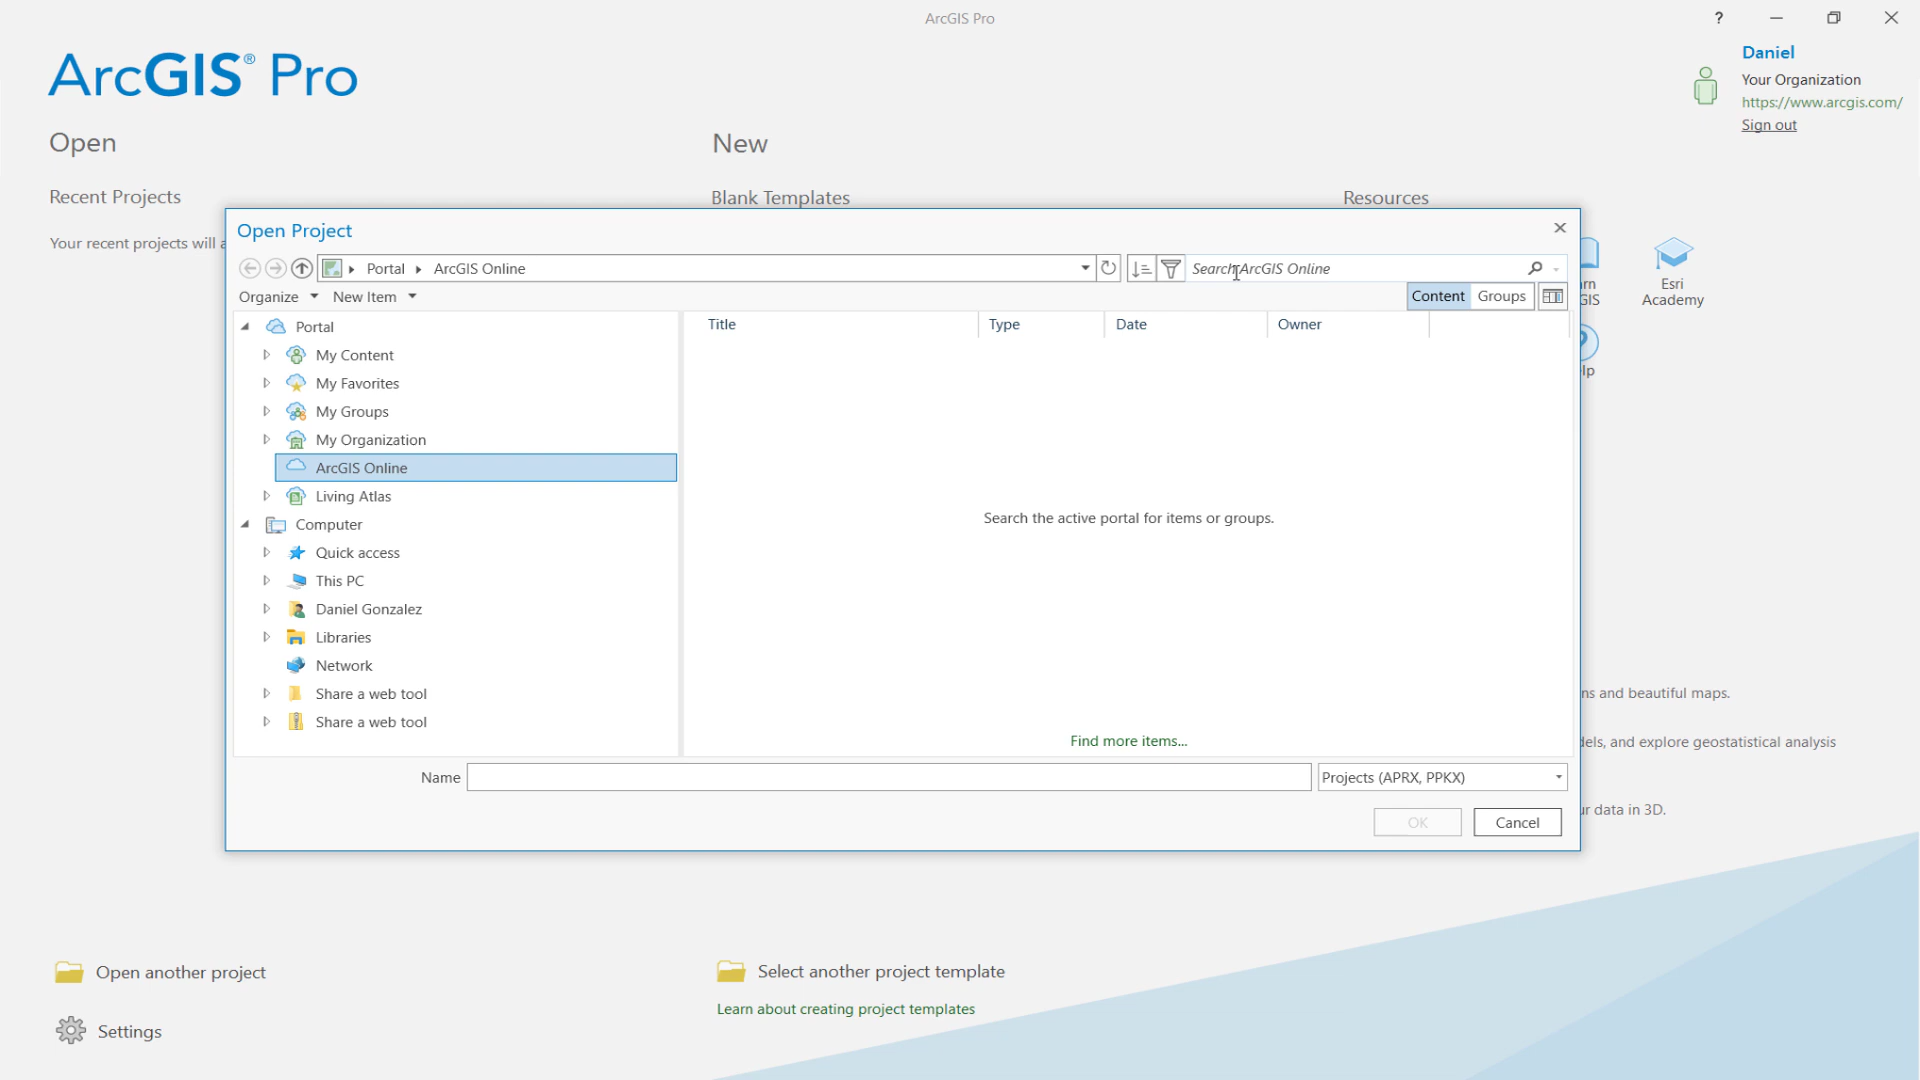 ArcGIS Pro
?
ArcGIS® Pro
Daniel
Your Organization
https://www.arcgis.com/
Sign out
Open
New
Recent Projects
Blank Templates
Resources
Your recent projects will a
Open Project
Portal
ArcGIS Online
Search ArcGIS Online
Organize
New Item
Content
Groups
rn
GIS
Esri
Academy
lp
Portal
My Content
My Favorites
My Groups
My Organization
ArcGIS Online
Living Atlas
Computer
Quick access
This PC
Daniel Gonzalez
Libraries
Network
Share a web tool
Share a web tool
Title
Type
Date
Owner
Search the active portal for items or groups.
Find more items...
Name
Projects (APRX, PPKX)
OK
Cancel
ns and beautiful maps.
dels, and explore geostatistical analysis
ur data in 3D.
Open another project
Settings
Select another project template
Learn about creating project templates